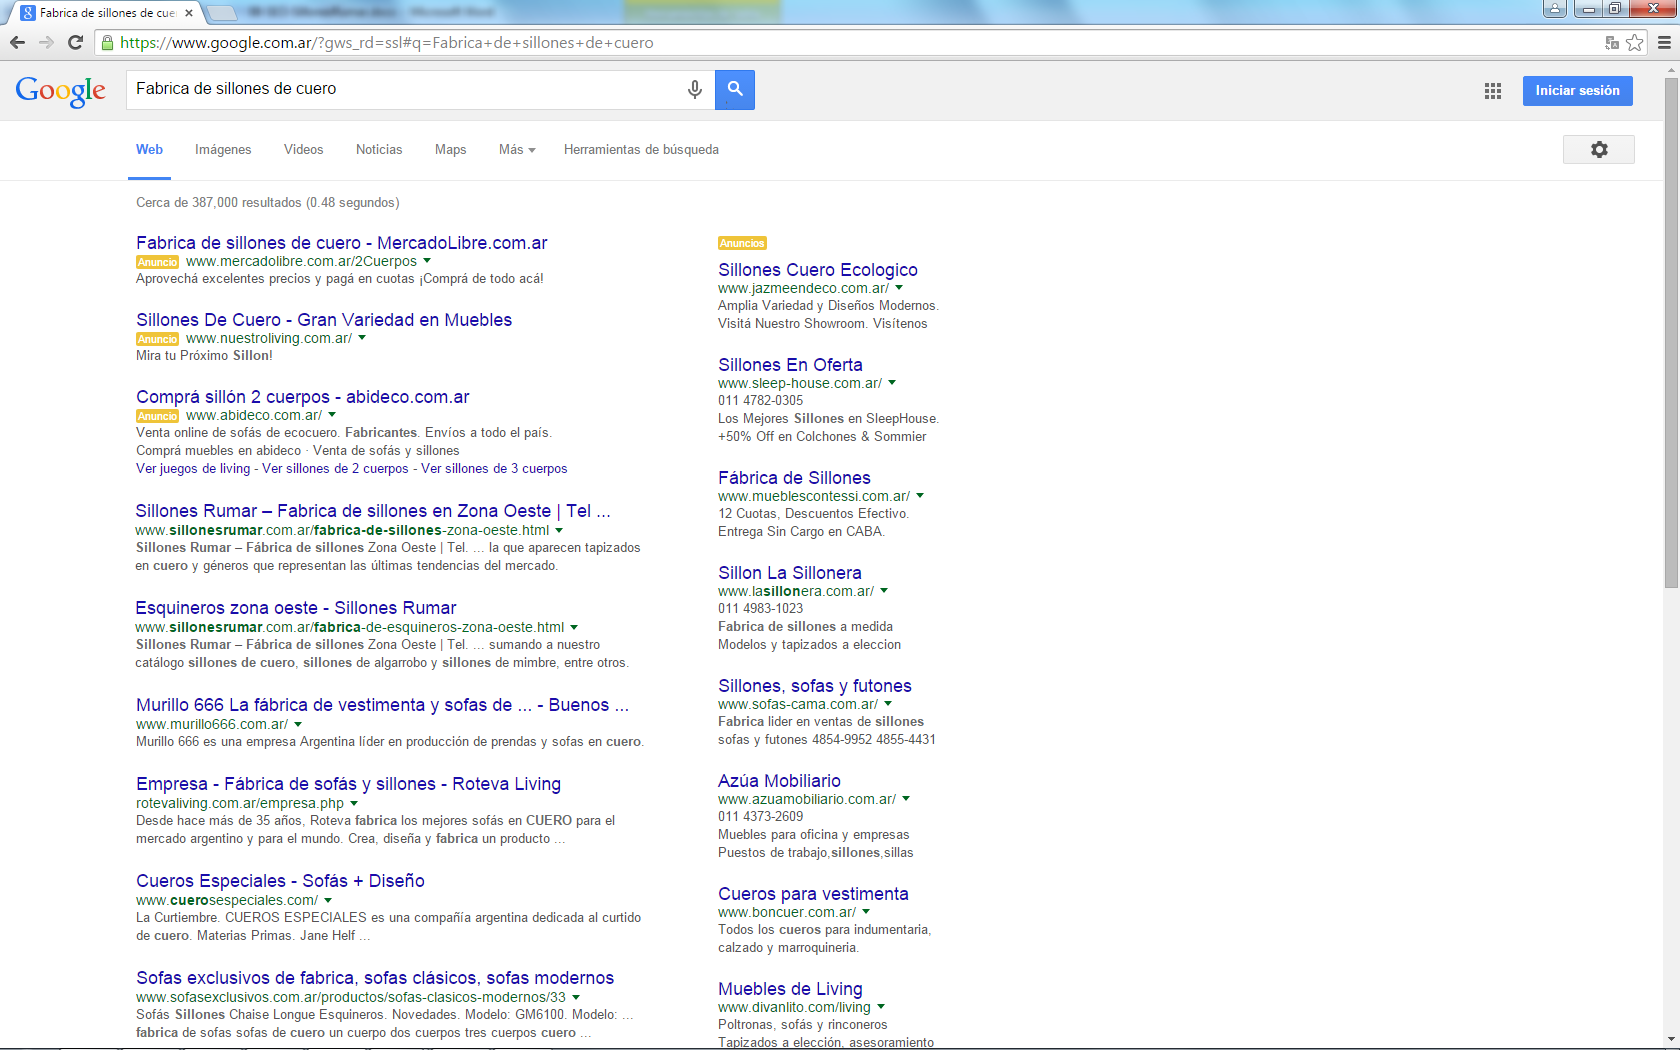 Fabrica de sillones de cue
https://www.google.com.ar/?gws_rd=ssl#q=Fabrica+de+sillones+de+cuero
Google
Fabrica de sillones de cuero
Iniciar sesión
Web Imágenes Videos Noticias Maps Más Herramientas de búsqueda
Cerca de 387,000 resultados (0.48 segundos)
Fabrica de sillones de cuero - MercadoLibre.com.ar
Anuncio www.mercadolibre.com.ar/2Cuerpos
Aprovechá excelentes precios y pagá en cuotas ¡Comprá de todo acá!
Sillones De Cuero - Gran Variedad en Muebles
Anuncio www.nuestroliving.com.ar/
Mira tu Próximo Sillon!
Comprá sillón 2 cuerpos - abideco.com.ar
Anuncio www.abideco.com.ar/
Venta online de sofás de ecocuero. Fabricantes. Envíos a todo el país.
Comprá muebles en abideco · Venta de sofás y sillones
Ver juegos de living - Ver sillones de 2 cuerpos - Ver sillones de 3 cuerpos
Sillones Rumar – Fabrica de sillones en Zona Oeste | Tel ...
www.sillonesrumar.com.ar/fabrica-de-sillones-zona-oeste.html
Sillones Rumar – Fábrica de sillones Zona Oeste | Tel. ... la que aparecen tapizados
en cuero y géneros que representan las últimas tendencias del mercado.
Esquineros zona oeste - Sillones Rumar
www.sillonesrumar.com.ar/fabrica-de-esquineros-zona-oeste.html
Sillones Rumar – Fábrica de sillones Zona Oeste | Tel. ... sumando a nuestro
catálogo sillones de cuero, sillones de algarrobo y sillones de mimbre, entre otros.
Murillo 666 La fábrica de vestimenta y sofas de ... - Buenos ...
www.murillo666.com.ar/
Murillo 666 es una empresa Argentina líder en producción de prendas y sofas en cuero.
Empresa - Fábrica de sofás y sillones - Roteva Living
rotevaliving.com.ar/empresa.php
Desde hace más de 35 años, Roteva fabrica los mejores sofás en CUERO para el
mercado argentino y para el mundo. Crea, diseña y fabrica un producto ...
Cueros Especiales - Sofás + Diseño
www.cuerosespeciales.com/
La Curtiembre. CUEROS ESPECIALES es una compañía argentina dedicada al curtido
de cuero. Materias Primas. Jane Helf ...
Sofas exclusivos de fabrica, sofas clásicos, sofas modernos
www.sofasexclusivos.com.ar/productos/sofas-clasicos-modernos/33
Sofás Sillones Chaise Longue Esquineros. Novedades. Modelo: GM6100. Modelo: ...
fabrica de sofas sofas de cuero un cuerpo dos cuerpos tres cuerpos cuero ...
Anuncios
Sillones Cuero Ecologico
www.jazmeendeco.com.ar/
Amplia Variedad y Diseños Modernos.
Visitá Nuestro Showroom. Visítenos
Sillones En Oferta
www.sleep-house.com.ar/
011 4782-0305
Los Mejores Sillones en SleepHouse.
+50% Off en Colchones & Sommier
Fábrica de Sillones
www.mueblescontessi.com.ar/
12 Cuotas, Descuentos Efectivo.
Entrega Sin Cargo en CABA.
Sillon La Sillonera
www.lasillonera.com.ar/
011 4983-1023
Fabrica de sillones a medida
Modelos y tapizados a eleccion
Sillones, sofas y futones
www.sofas-cama.com.ar/
Fabrica lider en ventas de sillones
sofas y futones 4854-9952 4855-4431
Azúa Mobiliario
www.azuamobiliario.com.ar/
011 4373-2609
Muebles para oficina y empresas
Puestos de trabajo,sillones,sillas
Cueros para vestimenta
www.boncuer.com.ar/
Todos los cueros para indumentaria,
calzado y marroquineria.
Muebles de Living
www.divanlito.com/living
Poltronas, sofás y rinconeros
Tapizados a elección, asesoramiento